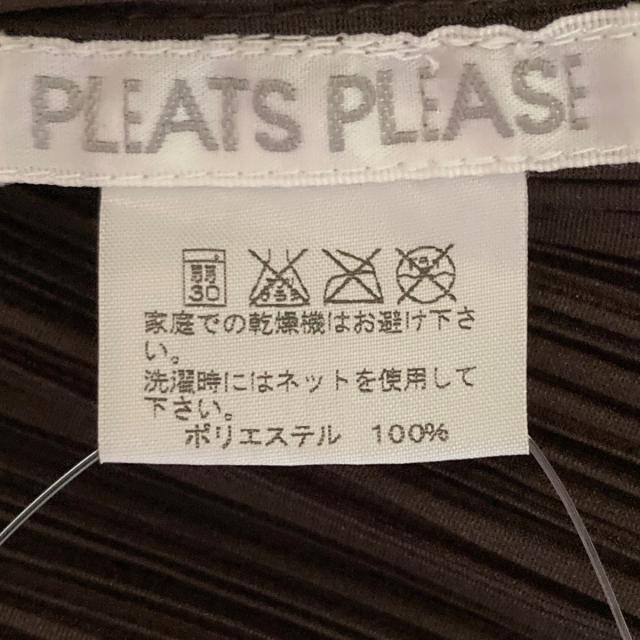 PLEATS PLEASE
30
家庭での乾燥機はお避け下さ
い。
洗濯時にはネットを使用して
下さい。
ポリエステル 100%